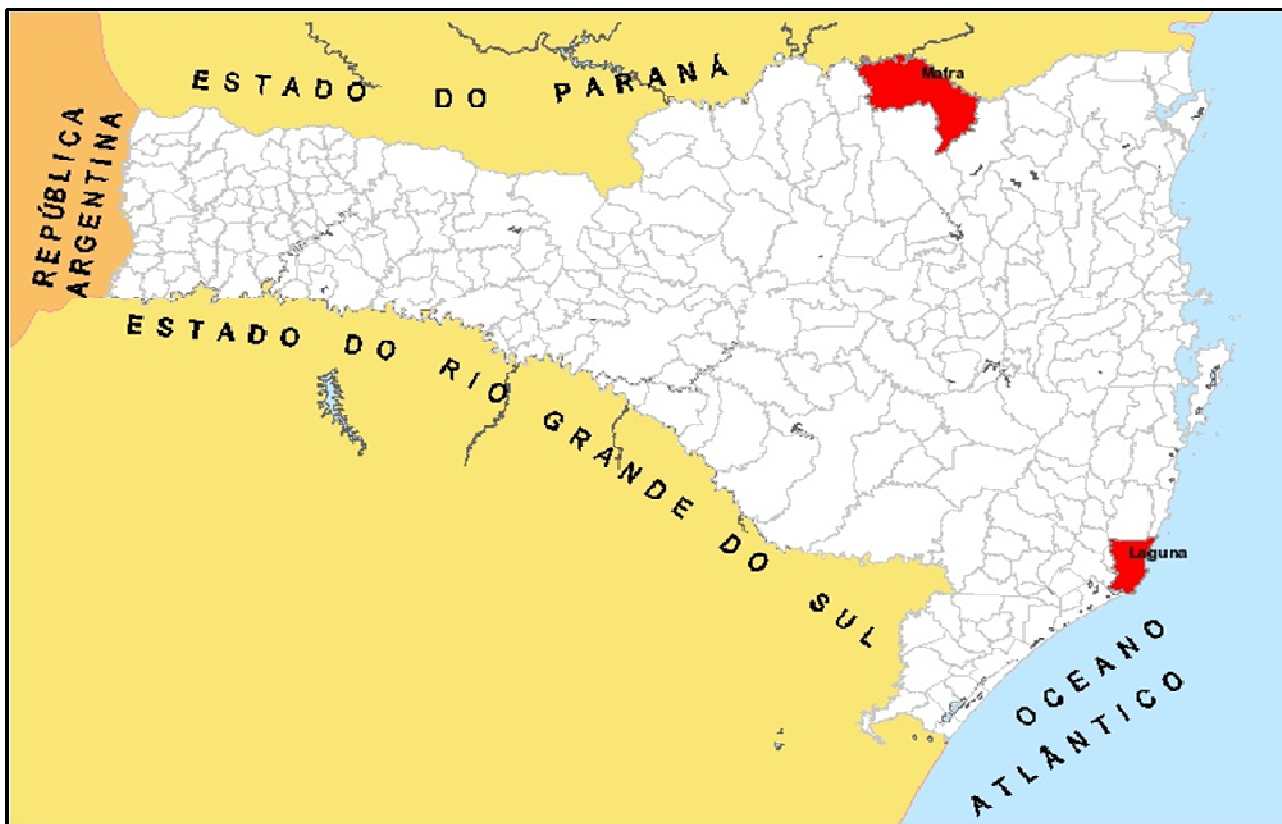 ESTADO DO PARANÁ
Mafra
REPÚBLICA
ARGENTINA
ESTADO DO RIO GRANDE DO SUL
Laguna
OCEANO
ATLÂNTICO